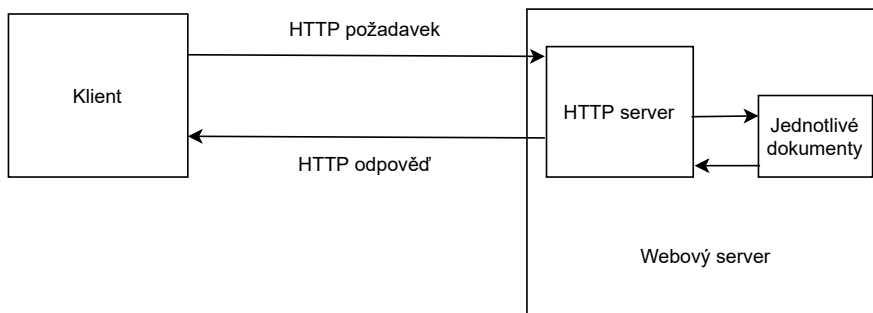 HTTP požadavek
Klient
HTTP server
Jednotlivé
dokumenty
HTTP odpověď
Webový server